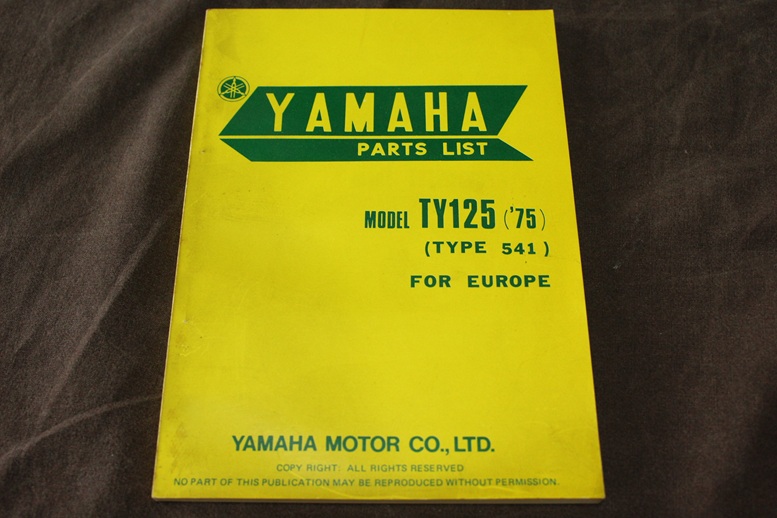 YAMAHA
PARTS LIST
MODEL TY125 ('75)
(TYPE 541)
FOR EUROPE
YAMAHA MOTOR CO., LTD.
COPY RIGHT: ALL RIGHTS RESERVED
NO PART OF THIS PUBLICATION MAY BE REPRODUCED WITHOUT PERMISSION.